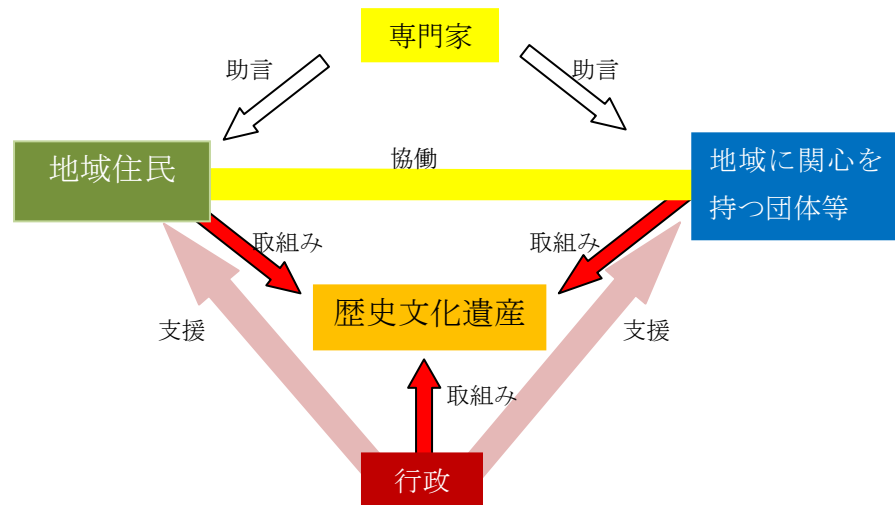 専門家
助言
助言
地域住民
協働
地域に関心を
持つ団体等
取組み
取組み
歴史文化遺産
支援
支援
取組み
行政